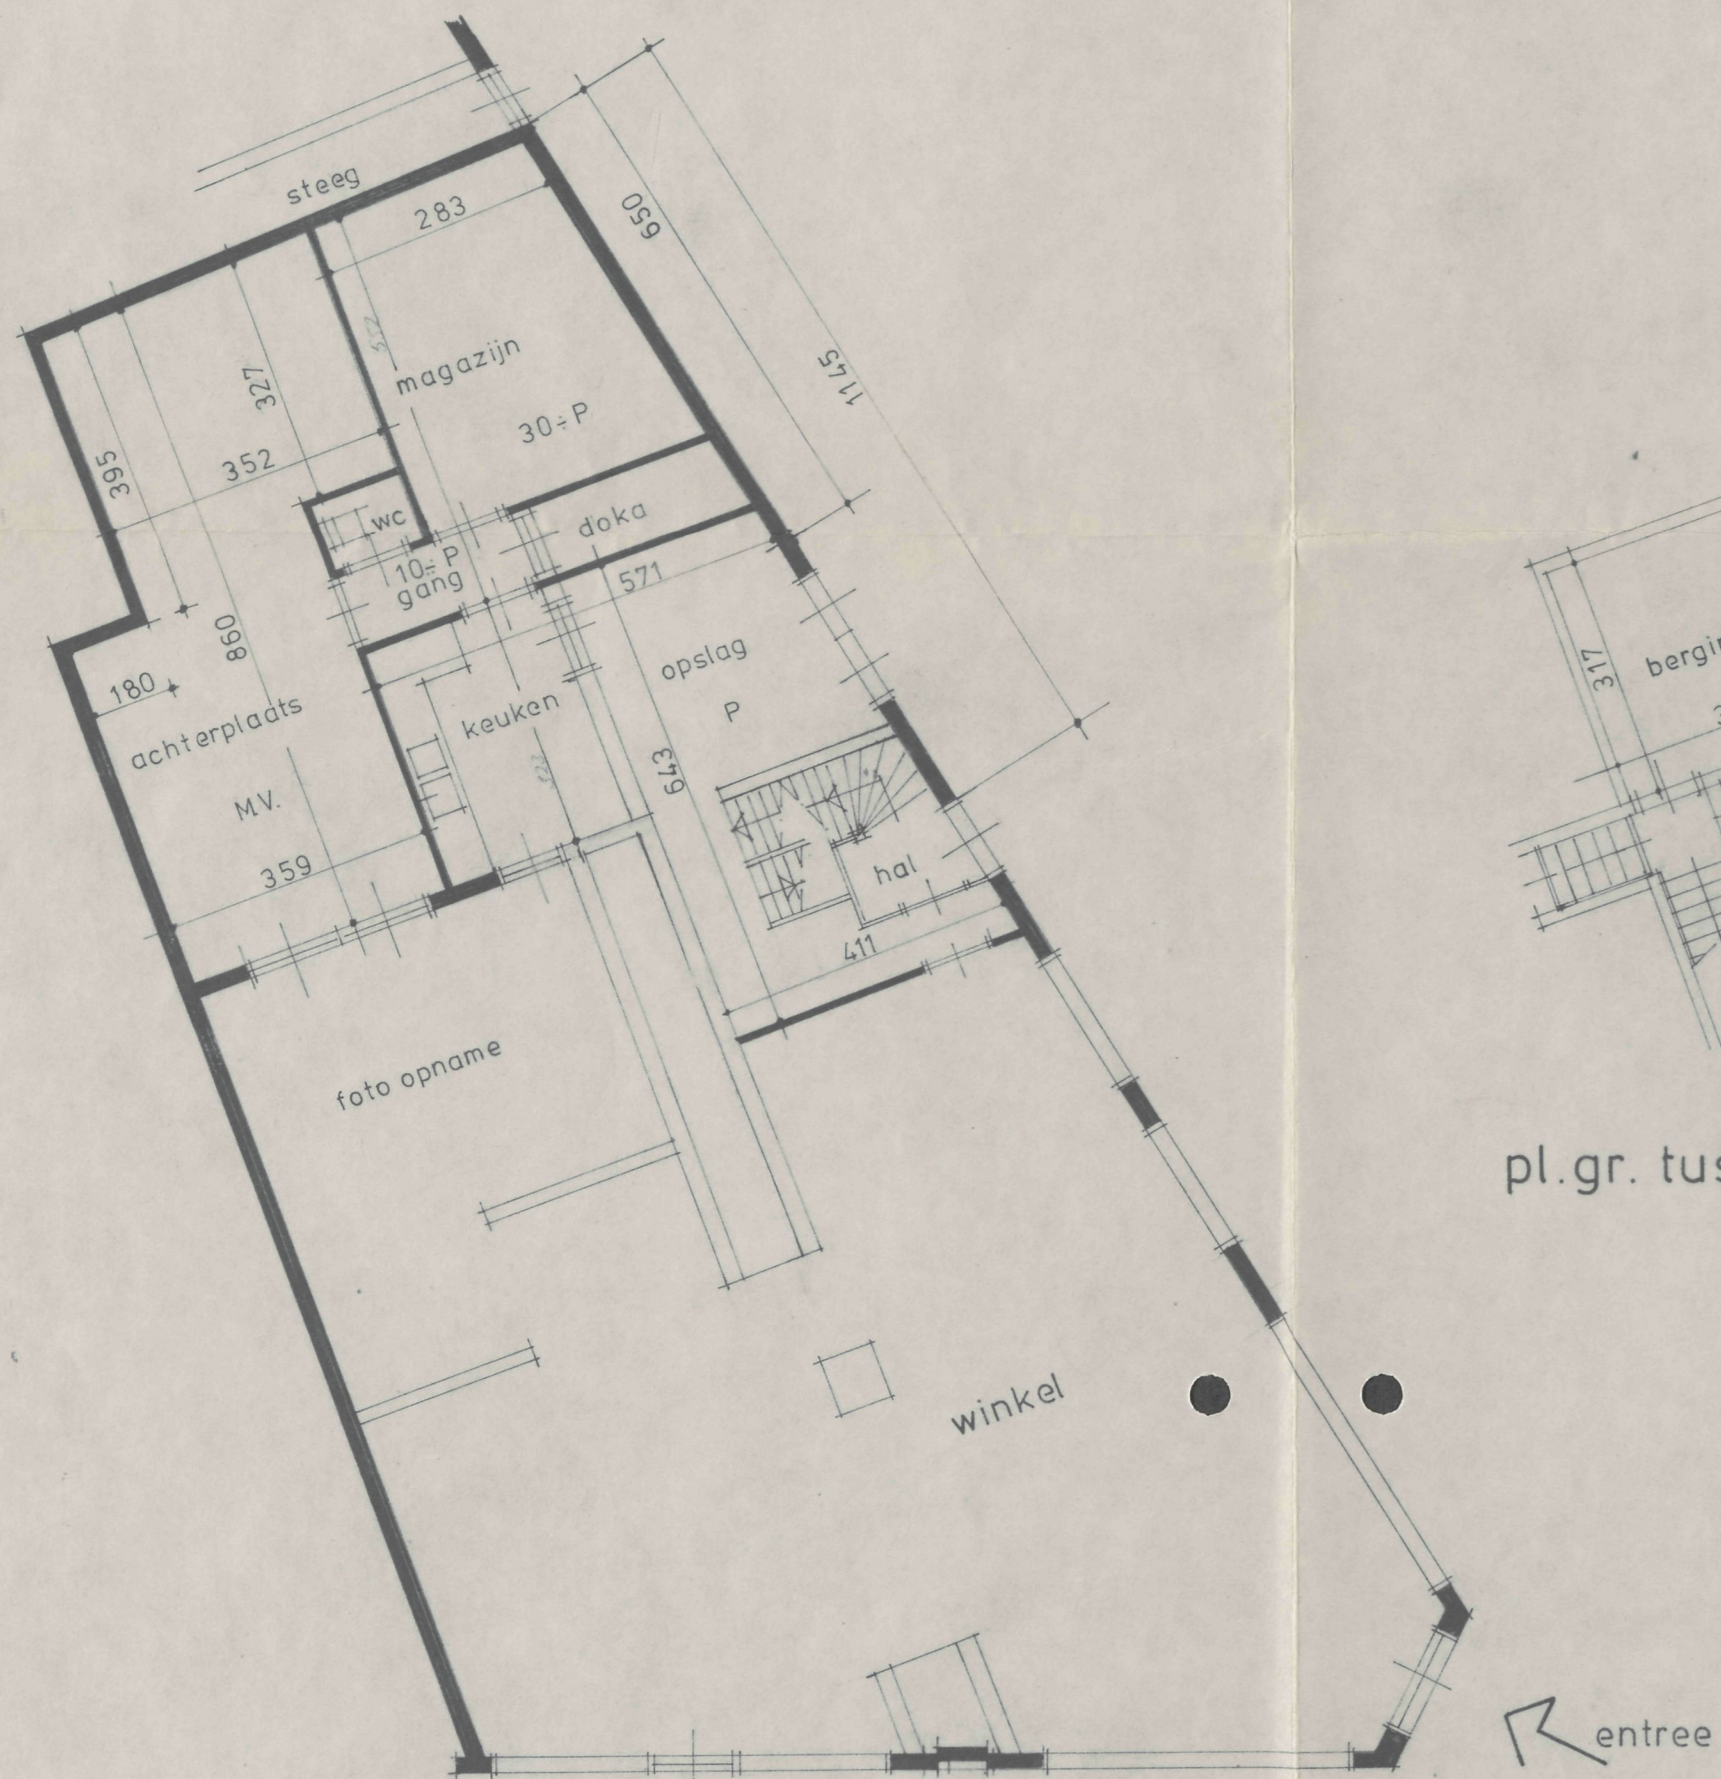 steeg
283
650
1145
magazijn
30÷P
327
352
395
wc
doka
10÷P
gang
571
860
180
achterplaats
M.V.
keuken
opslag
P
643
359
hal
411
foto opname
winkel
317
bergin
pl.gr. tus
entree